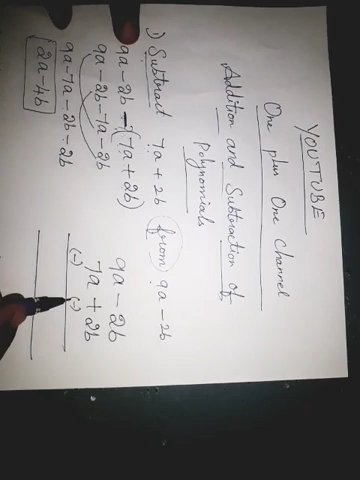 YOUTUBE
One plus One Channel
Addition and Subtraction of
Polynomials
1) Subtract 7a + 2b from 9a - 2b
9a - 2b - (7a + 2b)
9a - 2b - 7a - 2b
9a - 7a - 2b - 2b
2a - 4b
9a - 2b
7a + 2b
(-) (-)